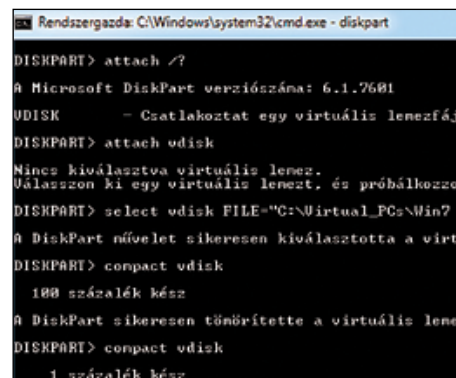 Rendszergazda: C:\Windows\system32\cmd.exe - diskpart
DISKPART> attach /?
A Microsoft DiskPart verziószáma: 6.1.7601
VDISK - Csatlakoztat egy virtuális lemezfáj
DISKPART> attach vdisk
Nincs kiválasztva virtuális lemez.
Válasszon ki egy virtuális lemezt, és próbálkozzo
DISKPART> select vdisk FILE="C:\Virtual_PCs\Win7
A DiskPart művelet sikeresen kiválasztotta a virt
DISKPART> compact vdisk
100 százalék kész
A DiskPart sikeresen tömörítette a virtuális leme
DISKPART> compact vdisk
1 százalék kész